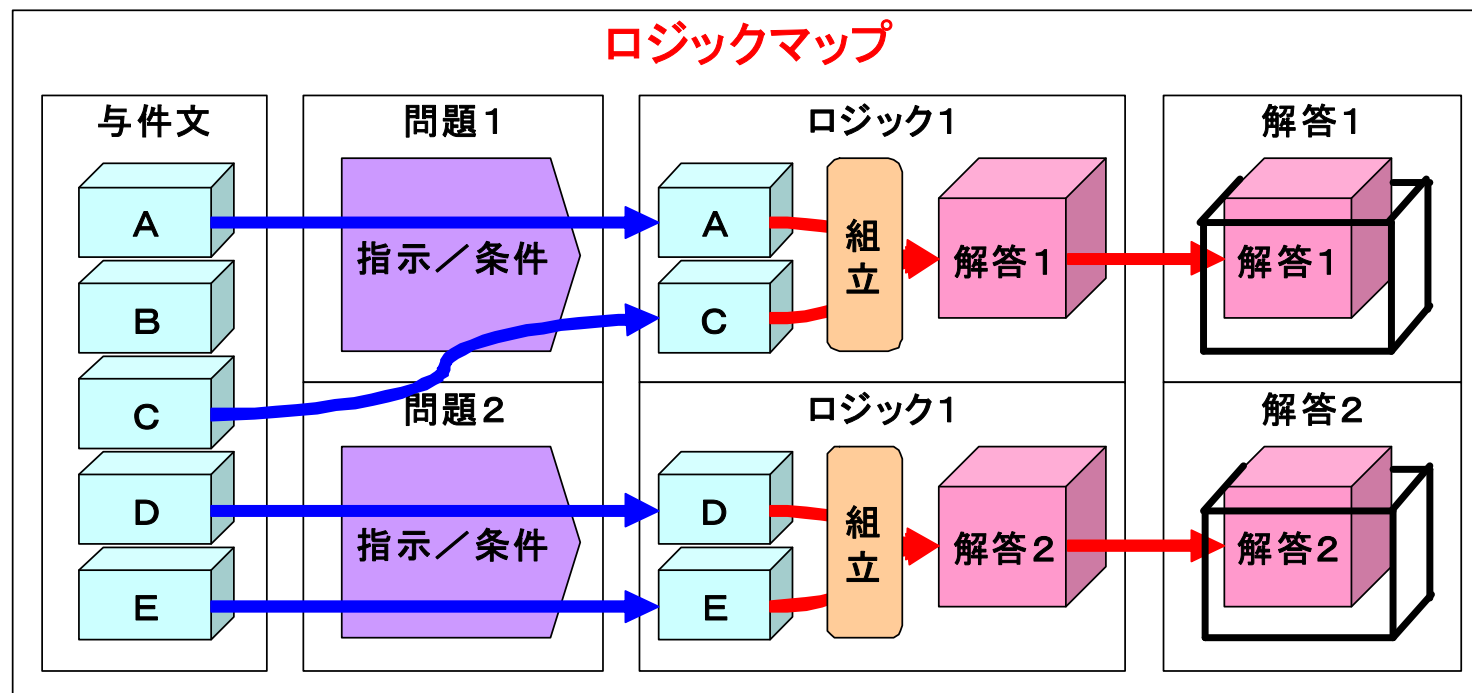 ロジックマップ
与件文
A
B
C
D
E
問題1
指示／条件
問題2
指示／条件
ロジック1
A
C
組立
解答1
ロジック1
D
E
組立
解答2
解答1
解答1
解答2
解答2